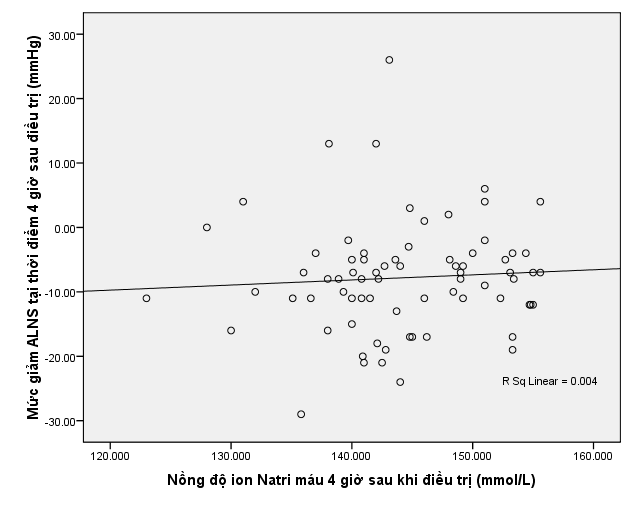 Mức giảm ALNS tại thời điểm 4 giờ sau điều trị (mmHg)
30.00
20.00
10.00
0.00
-10.00
-20.00
-30.00
R Sq Linear = 0.004
120.000 130.000 140.000 150.000 160.000
Nồng độ ion Natri máu 4 giờ sau khi điều trị (mmol/L)